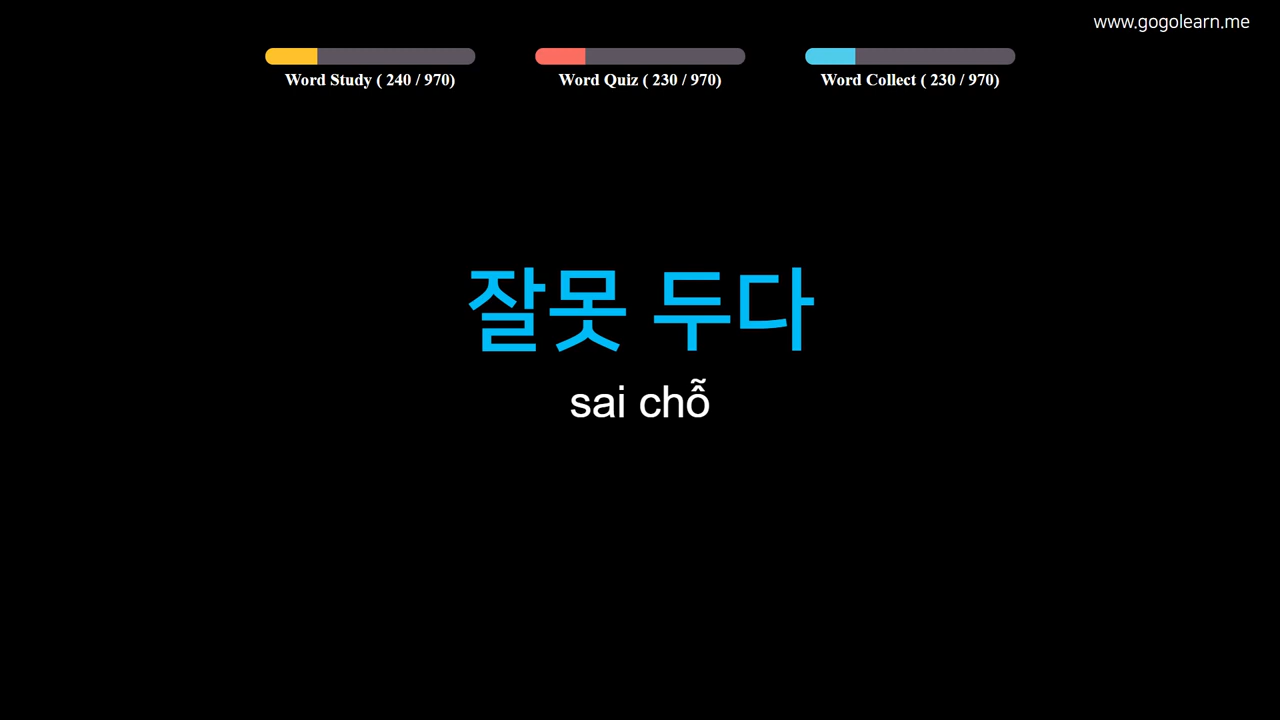 www.gogolearn.me
Word Study ( 240 / 970)
Word Quiz ( 230 / 970)
Word Collect ( 230 / 970)
잘못 두다
sai chỗ